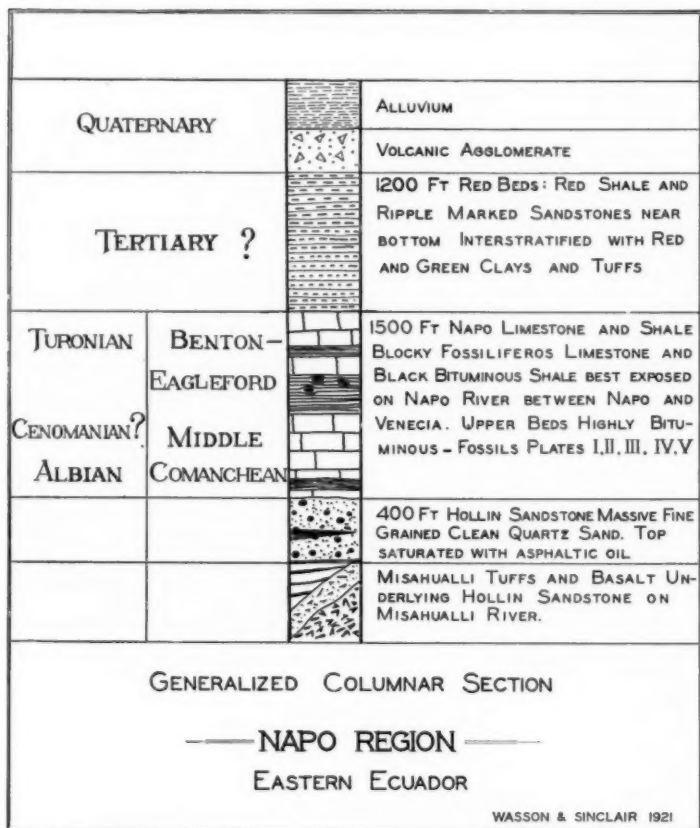 QUATERNARY
ALLUVIUM
VOLCANIC AGGLOMERATE
TERTIARY ?
1200 FT RED BEDS: RED SHALE AND
RIPPLE MARKED SANDSTONES NEAR
BOTTOM INTERSTRATIFIED WITH RED
AND GREEN CLAYS AND TUFFS
TURONIAN
CENOMANIAN?
ALBIAN
BENTON-
EAGLEFORD
MIDDLE
COMANCHEAN
1500 FT NAPO LIMESTONE AND SHALE
BLOCKY FOSSILIFEROS LIMESTONE AND
BLACK BITUMINOUS SHALE BEST EXPOSED
ON NAPO RIVER BETWEEN NAPO AND
VENECIA. UPPER BEDS HIGHLY BITU-
MINOUS - FOSSILS PLATES I, II, III, IV, V
400 FT HOLLIN SANDSTONE MASSIVE FINE
GRAINED CLEAN QUARTZ SAND. TOP
SATURATED WITH ASPHALTIC OIL
MISAHUALLI TUFFS AND BASALT UN-
DERLYING HOLLIN SANDSTONE ON
MISAHUALLI RIVER.
GENERALIZED COLUMNAR SECTION
NAPO REGION
EASTERN ECUADOR
WASSON & SINCLAIR 1921